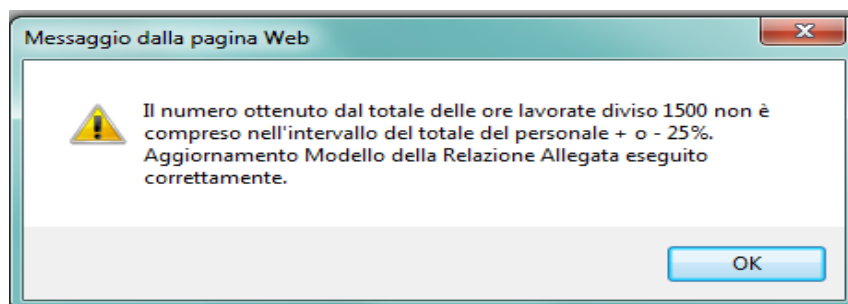 Messaggio dalla pagina Web
Il numero ottenuto dal totale delle ore lavorate diviso 1500 non è
compreso nell'intervallo del totale del personale + o - 25%.
Aggiornamento Modello della Relazione Allegata eseguito
correttamente.
OK